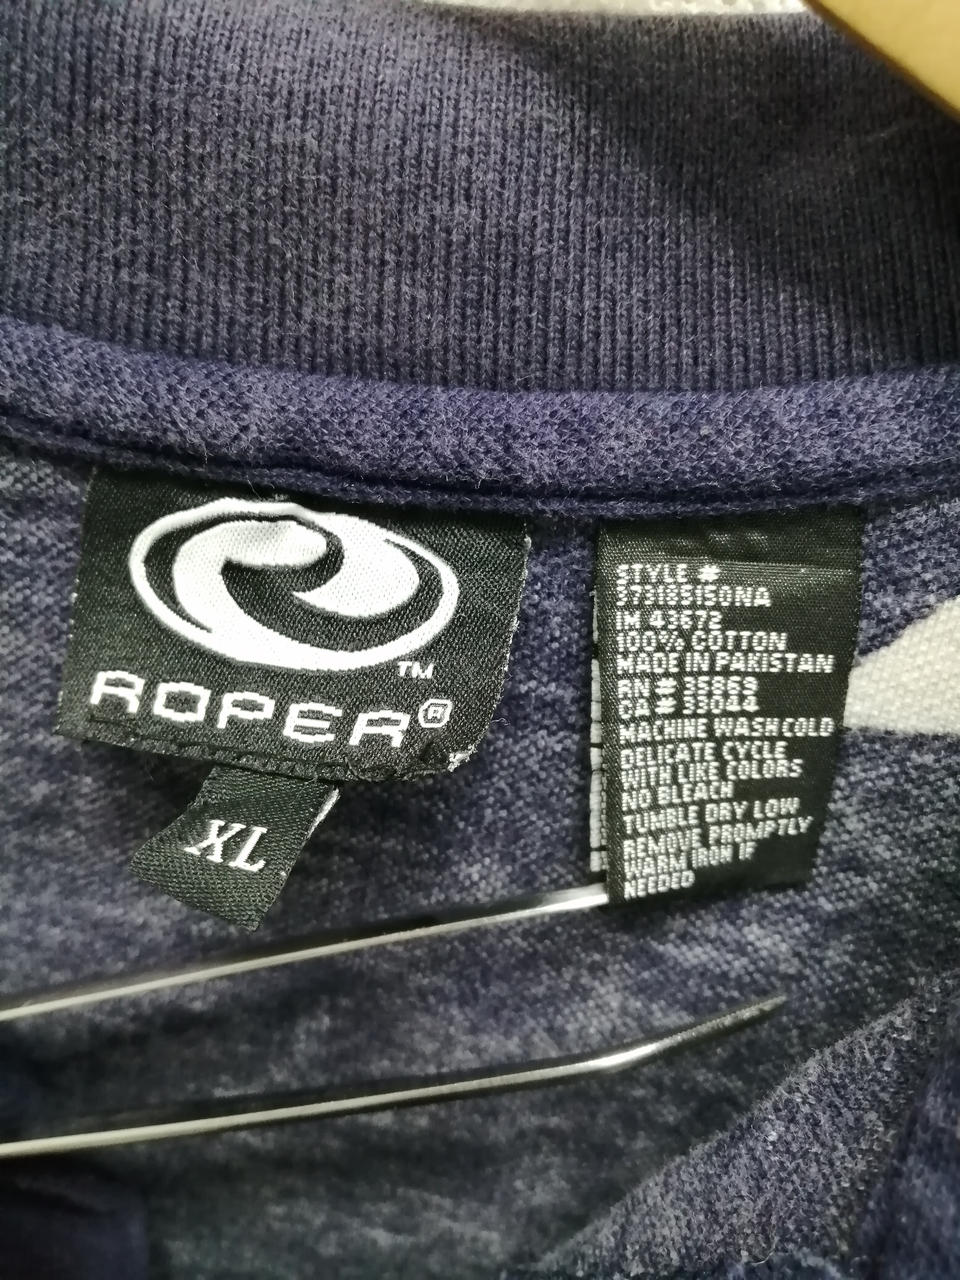 TM
ROPER®
XL
STYLE #
IM 43672
100% COTTON
MADE IN PAKISTAN
RN #
CA # 33044
MACHINE WASH COLD
DELICATE CYCLE
WITH LIKE COLORS
NO BLEACH
TUMBLE DRY LOW
REMOVE PROMPTLY
WARM IRON IF
NEEDED